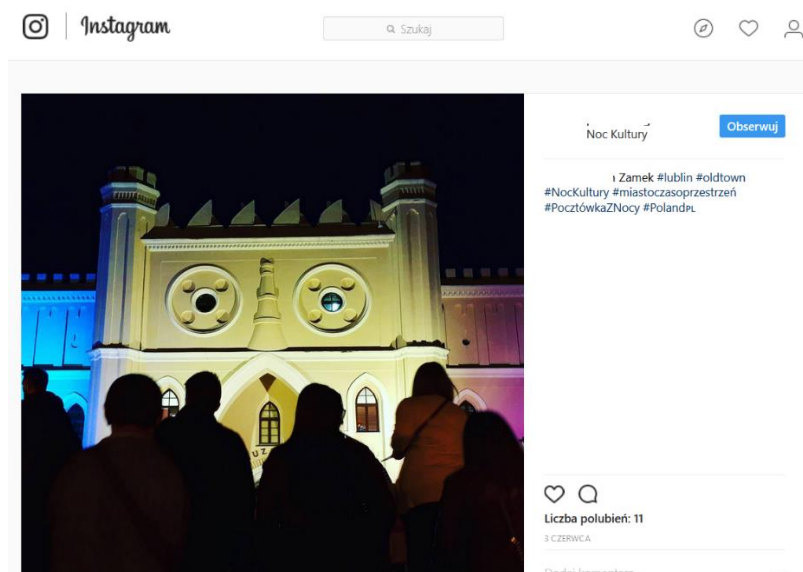 Instagram
Szukaj
Noc Kultury
Obserwuj
Zamek #lublin #oldtown
#NocKultury #miastoczasoprzestrzeń
#PocztówkaZNocy #PolandPL
Liczba polubień: 11
3 CZERWCA